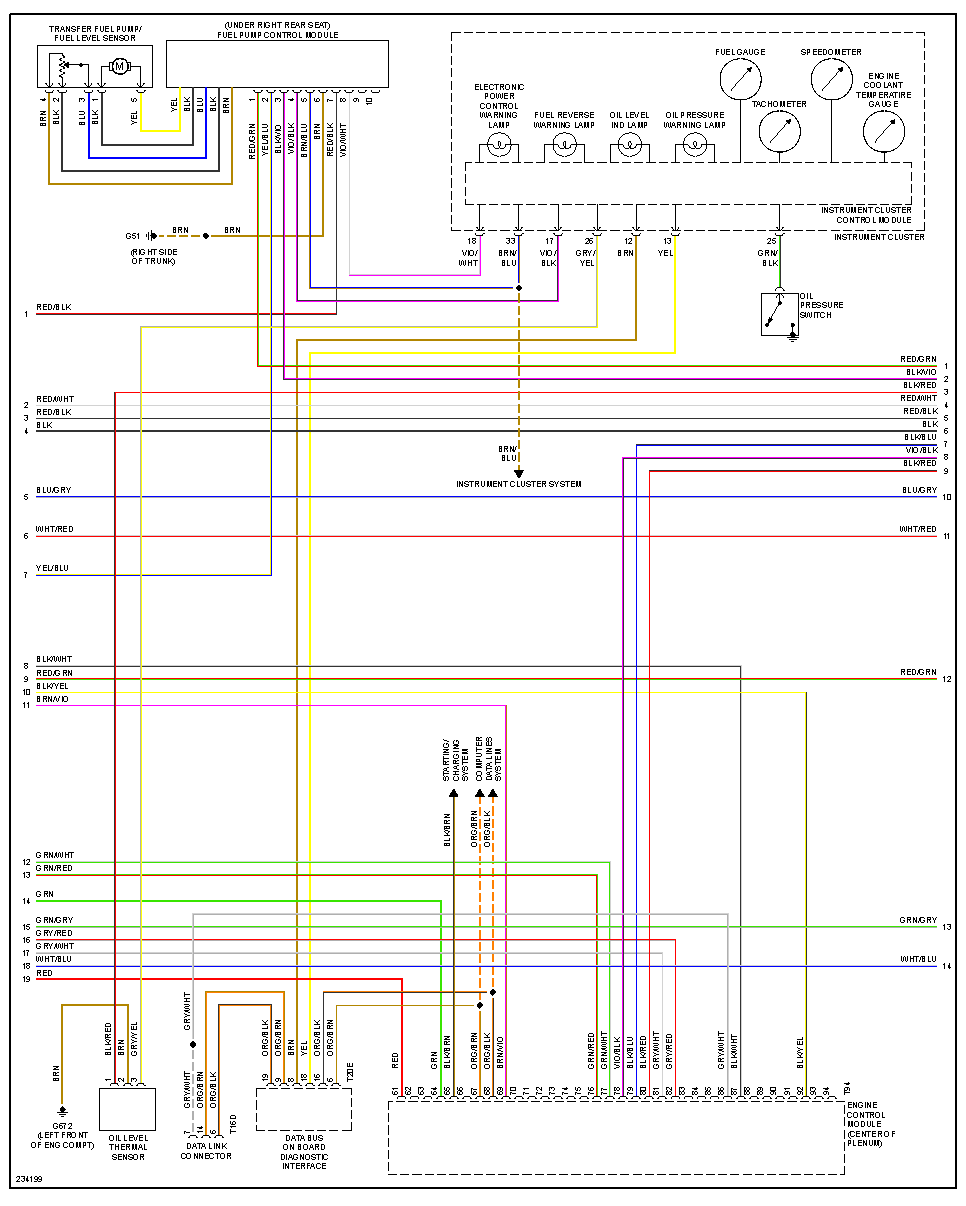 TRANSFER FUEL PUMP/
FUEL LEVEL SENSOR
(UNDER RIGHT REAR SEAT)
FUEL PUMP CONTROL MODULE
M
4
2
3
1
5
BRN
BLK
BLU
BLK
YEL
YEL
BLK
BLU
BLK
BRN
1
2
3
4
5
6
7
8
9
10
RED/GRN
YEL/BLU
BLK/VIO
VIO/BLK
BRN/BLU
BRN
RED/BLK
VIO/WHT
FUEL GAUGE
SPEEDOMETER
ELECTRONIC
POWER
CONTROL
WARNING
LAMP
FUEL REVERSE
WARNING LAMP
OIL LEVEL
IND LAMP
OIL PRESSURE
WARNING LAMP
TACHOMETER
ENGINE
COOLANT
TEMPERATIRE
GAUGE
INSTRUMENT CLUSTER
CONTROL MODULE
INSTRUMENT CLUSTER
18
33
17
26
12
13
25
VIO/
WHT
BRN/
BLU
VIO/
BLK
GRY/
YEL
BRN
YEL
GRN/
BLK
G51
BRN
BRN
(RIGHT SIDE
OF TRUNK)
OIL
PRESSURE
SWITCH
1 RED/BLK
RED/GRN 1
BLK/VIO 2
BLK/RED 3
2 RED/WHT
RED/WHT 4
3 RED/BLK
RED/BLK 5
4 BLK
BLK 6
BLK/BLU 7
VIO/BLK 8
BLK/RED 9
BRN/
BLU
INSTRUMENT CLUSTER SYSTEM
5 BLU/GRY
BLU/GRY 10
6 WHT/RED
WHT/RED 11
7 YEL/BLU
8 BLK/WHT
9 RED/GRN
RED/GRN 12
10 BLK/YEL
11 BRN/VIO
STARTING/
CHARGING
SYSTEM
COMPUTER
DATA LINES
SYSTEM
BLK/BRN
ORG/BRN
ORG/BLK
12 GRN/WHT
13 GRN/RED
14 GRN
15 GRN/GRY
GRN/GRY 13
16 GRY/RED
17 GRY/WHT
18 WHT/BLU
WHT/BLU 14
19 RED
BRN
BLK/RED
BRN
GRY/YEL
GRY/WHT
GRY/WHT
ORG/BRN
ORG/BLK
ORG/BLK
ORG/BRN
BRN
YEL
ORG/BLK
ORG/BRN
RED
GRN
BLK/BRN
ORG/BRN
ORG/BLK
BRN/VIO
GRN/RED
GRN/WHT
VIO/BLK
BLK/BLU
BLK/RED
GRY/WHT
GRY/RED
GRY/WHT
BLK/WHT
BLK/YEL
1
2
3
19
9
8
18
16
6
T20E
61
62
63
64
65
66
67
68
69
70
71
72
73
74
75
76
77
78
79
80
81
82
83
84
85
86
87
88
89
90
91
92
93
94
T94
G672
(LEFT FRONT
OF ENG COMPT)
OIL LEVEL
THERMAL
SENSOR
7
14
6
T16D
DATA LINK
CONNECTOR
DATA BUS
ON BOARD
DIAGNOSTIC
INTERFACE
ENGINE
CONTROL
MODULE
(CENTER OF
PLENUM)
234199